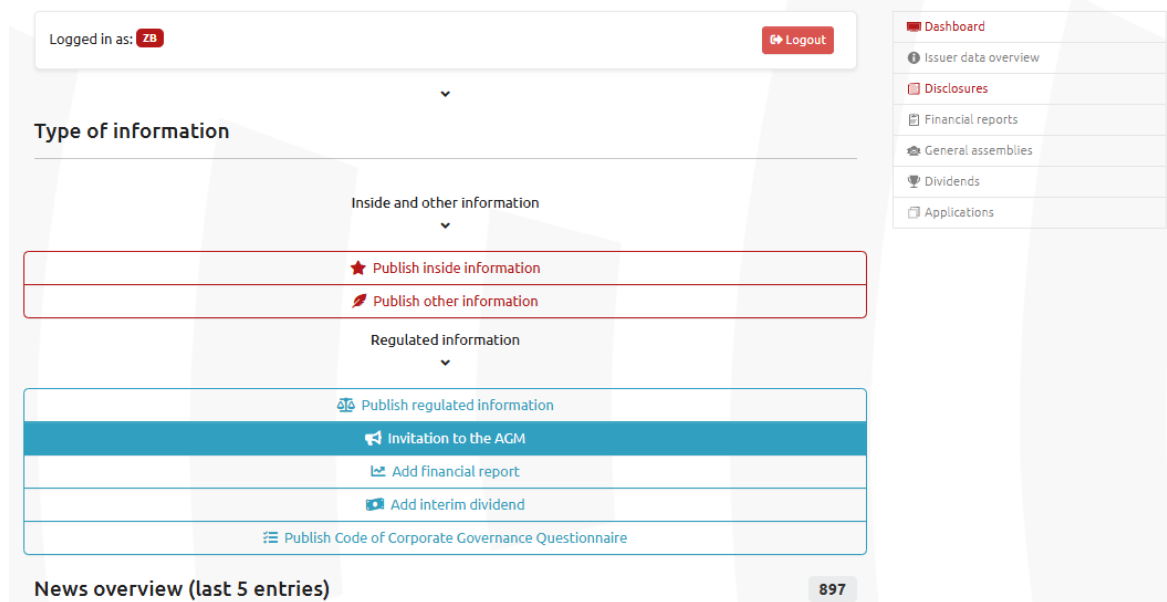 Logged in as: ZB
Logout
Type of information
Inside and other information
Publish inside information
Publish other information
Regulated information
Publish regulated information
Invitation to the AGM
Add financial report
Add interim dividend
Publish Code of Corporate Governance Questionnaire
News overview (last 5 entries)
897
Dashboard
Issuer data overview
Disclosures
Financial reports
General assemblies
Dividends
Applications